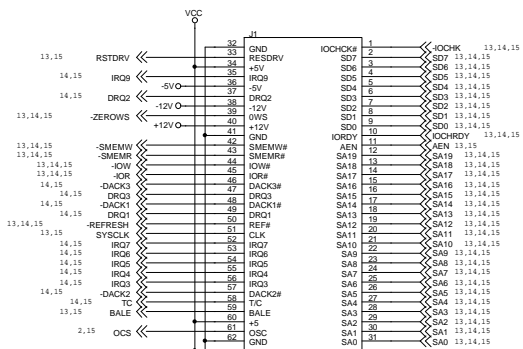 VCC
J1
32 GND IOCHCK# 1 -IOCHK 13,14,15
13,15 RSTDRV 33 RESDRV SD7 2 SD7 13,14,15
34 +5V SD6 3 SD6 13,14,15
14,15 IRQ9 35 IRQ9 SD5 4 SD5 13,14,15
-5V 36 -5V SD4 5 SD4 13,14,15
14,15 DRQ2 37 DRQ2 SD3 6 SD3 13,14,15
-12V 38 -12V SD2 7 SD2 13,14,15
13,14,15 -ZEROWS 39 0WS SD1 8 SD1 13,14,15
+12V 40 +12V SD0 9 SD0 13,14,15
41 GND IORDY 10 IOCHRDY 13,14,15
13,14,15 -SMEMW 42 SMEMW# AEN 11 AEN 13,15
13,14,15 -SMEMR 43 SMEMR# SA19 12 SA19 13,14,15
13,14,15 -IOW 44 IOW# SA18 13 SA18 13,14,15
13,14,15 -IOR 45 IOR# SA17 14 SA17 13,14,15
14,15 -DACK3 46 DACK3# SA16 15 SA16 13,14,15
14,15 DRQ3 47 DRQ3 SA15 16 SA15 13,14,15
14,15 -DACK1 48 DACK1# SA14 17 SA14 13,14,15
14,15 DRQ1 49 DRQ1 SA13 18 SA13 13,14,15
13,14,15 -REFRESH 50 REF# SA12 19 SA12 13,14,15
13,15 SYSCLK 51 CLK SA11 20 SA11 13,14,15
14,15 IRQ7 52 IRQ7 SA10 21 SA10 13,14,15
14,15 IRQ6 53 IRQ6 SA9 22 SA9 13,14,15
14,15 IRQ5 54 IRQ5 SA8 23 SA8 13,14,15
14,15 IRQ4 55 IRQ4 SA7 24 SA7 13,14,15
14,15 IRQ3 56 IRQ3 SA6 25 SA6 13,14,15
14,15 -DACK2 57 DACK2# SA5 26 SA5 13,14,15
14,15 TC 58 T/C SA4 27 SA4 13,14,15
13,15 BALE 59 BALE SA3 28 SA3 13,14,15
60 +5 SA2 29 SA2 13,14,15
2,15 OCS 61 OSC SA1 30 SA1 13,14,15
62 GND SA0 31 SA0 13,14,15